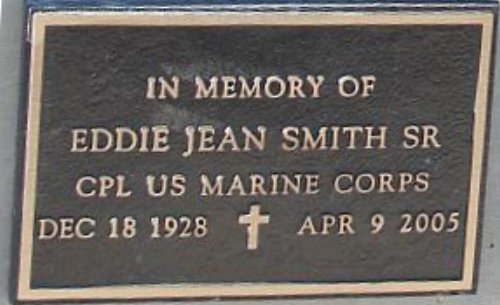 IN MEMORY OF
EDDIE JEAN SMITH SR
CPL US MARINE CORPS
DEC 18 1928 ✝ APR 9 2005